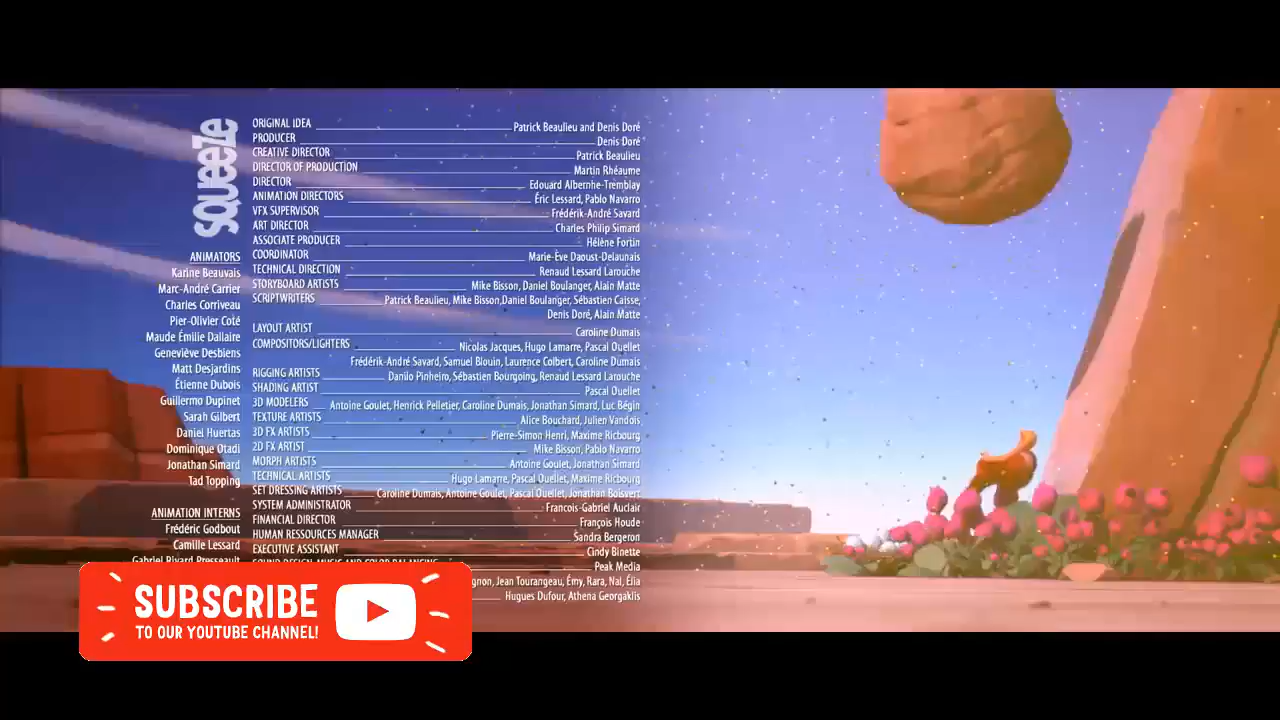 squeeze
ORIGINAL IDEA Patrick Beaulieu and Denis Doré
PRODUCER Denis Doré
CREATIVE DIRECTOR Patrick Beaulieu
DIRECTOR OF PRODUCTION Martin Rhéaume
DIRECTOR Edouard Albernhe-Tremblay
ANIMATION DIRECTORS Éric Lessard, Pablo Navarro
VFX SUPERVISOR Frédérik-André Savard
ART DIRECTOR Charles Philip Simard
ASSOCIATE PRODUCER Hélène Fortin
COORDINATOR Marie-Ève Daoust-Delaunais
TECHNICAL DIRECTION Renaud Lessard Larouche
STORYBOARD ARTISTS Mike Bisson, Daniel Boulanger, Alain Matte
SCRIPTWRITERS Patrick Beaulieu, Mike Bisson,Daniel Boulanger, Sébastien Caisse,
Denis Doré, Alain Matte
LAYOUT ARTIST Caroline Dumais
COMPOSITORS/LIGHTERS Nicolas Jacques, Hugo Lamarre, Pascal Ouellet
Frédérik-André Savard, Samuel Blouin, Laurence Colbert, Caroline Dumais
RIGGING ARTISTS Danilo Pinheiro, Sébastien Bourgoing, Renaud Lessard Larouche
SHADING ARTIST Pascal Ouellet
3D MODELERS Antoine Goulet, Henrick Pelletier, Caroline Dumais, Jonathan Simard, Luc Bégin
TEXTURE ARTISTS Alice Bouchard, Julien Vandois
3D FX ARTISTS Pierre-Simon Henri, Maxime Ricbourg
2D FX ARTIST Mike Bisson, Pablo Navarro
MORPH ARTISTS Antoine Goulet, Jonathan Simard
TECHNICAL ARTISTS Hugo Lamarre, Pascal Ouellet, Maxime Ricbourg
SET DRESSING ARTISTS Caroline Dumais, Antoine Goulet, Pascal Ouellet, Jonathan Boisvert
SYSTEM ADMINISTRATOR Francois-Gabriel Auclair
FINANCIAL DIRECTOR François Houde
HUMAN RESSOURCES MANAGER Sandra Bergeron
EXECUTIVE ASSISTANT Cindy Binette
SOUND DESIGN, MUSIC AND COLOR BALANCING Peak Media
Jean Tourangeau, Émy, Rara, Nal, Élia
Hugues Dufour, Athena Georgaklis
ANIMATORS
Karine Beauvais
Marc-André Carrier
Charles Corriveau
Pier-Olivier Coté
Maude Émilie Dallaire
Geneviève Desbiens
Matt Desjardins
Étienne Dubois
Guillermo Dupinet
Sarah Gilbert
Daniel Huertas
Dominique Otadi
Jonathan Simard
Tad Topping
ANIMATION INTERNS
Frédéric Godbout
Camille Lessard
Gabriel Rivard Presseault
SUBSCRIBE
TO OUR YOUTUBE CHANNEL!